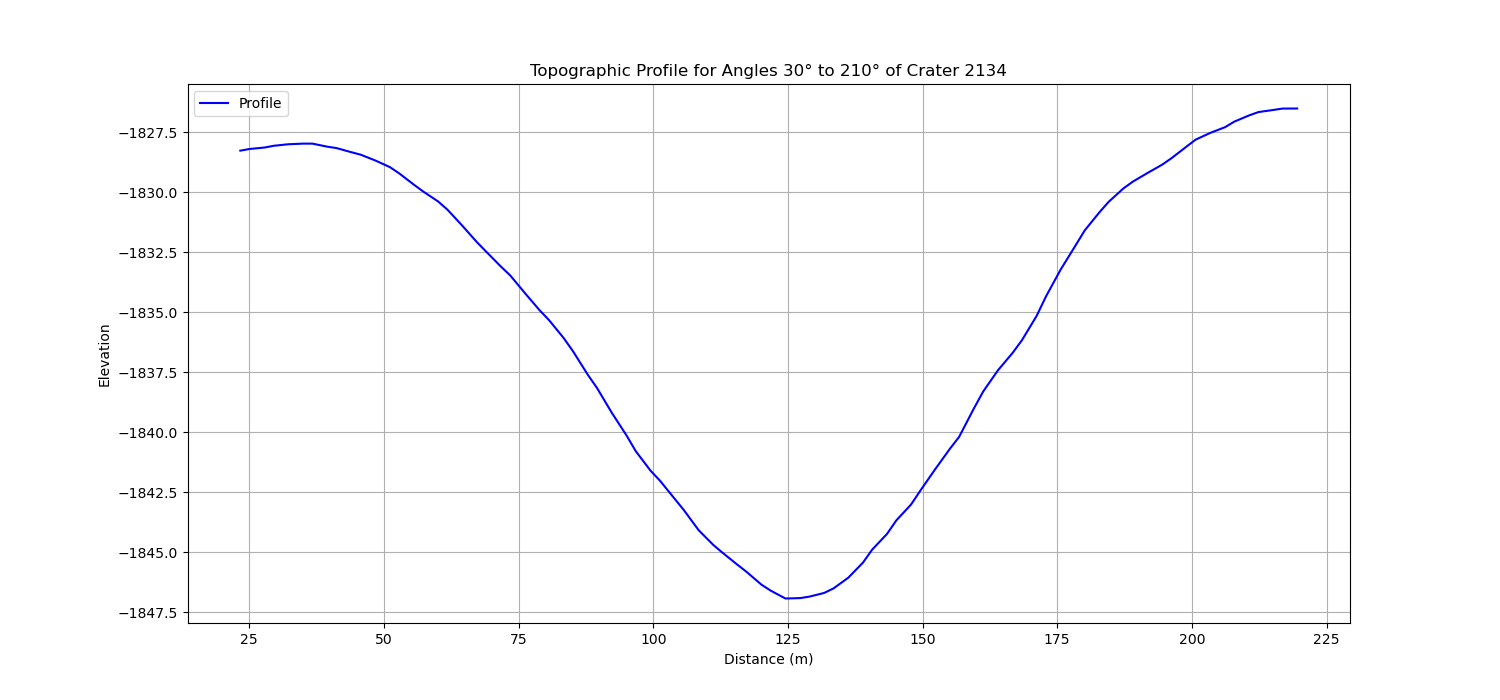 Topographic Profile for Angles 30° to 210° of Crater 2134
Profile
−1827.5
−1830.0
−1832.5
−1835.0
−1837.5
−1840.0
−1842.5
−1845.0
−1847.5
Elevation
25 50 75 100 125 150 175 200 225
Distance (m)